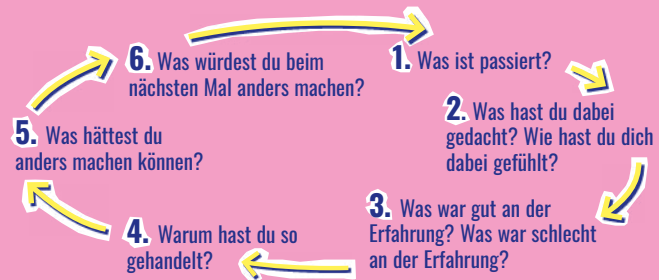 1. Was ist passiert?
2. Was hast du dabei
gedacht? Wie hast du dich
dabei gefühlt?
3. Was war gut an der
Erfahrung? Was war schlecht
an der Erfahrung?
4. Warum hast du so
gehandelt?
5. Was hättest du
anders machen können?
6. Was würdest du beim
nächsten Mal anders machen?